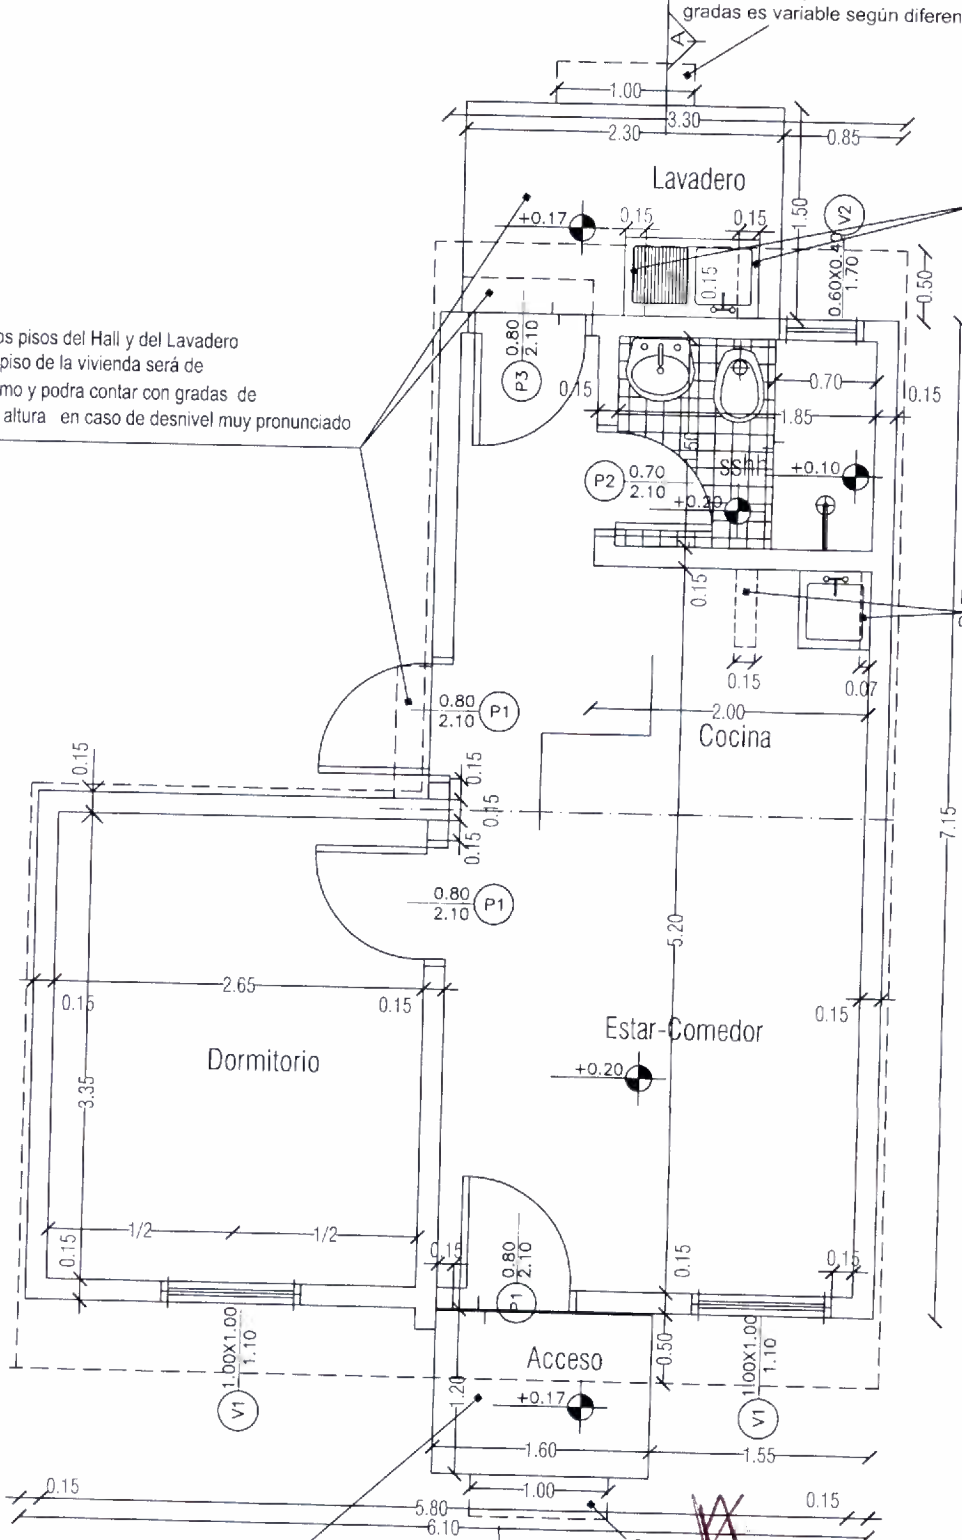 gradas es variable según diferen
A
1.00
3.30
2.30
0.85
Lavadero
+0.17
0.15
0.15
1.50
V2
0.60X0.40
1.70
0.15
0.50
os pisos del Hall y del Lavadero
piso de la vivienda será de
mo y podra contar con gradas de
altura en caso de desnivel muy pronunciado
0.80
2.10
P3
0.15
0.70
0.15
1.85
sshh
+0.10
P2
0.70
2.10
+0.20
0.15
0.15
0.07
2.00
0.80
2.10
P1
Cocina
0.15
0.15
0.15
0.15
7.15
0.80
2.10
P1
5.20
2.65
0.15
0.15
0.15
Estar-Comedor
Dormitorio
+0.20
3.35
1/2
1/2
0.15
0.15
0.80
2.10
P1
0.15
0.15
Acceso
0.50
1.00X1.00
1.10
V1
1.00X1.00
1.10
V1
1.20
+0.17
1.60
1.55
0.15
1.00
0.15
5.80
6.10